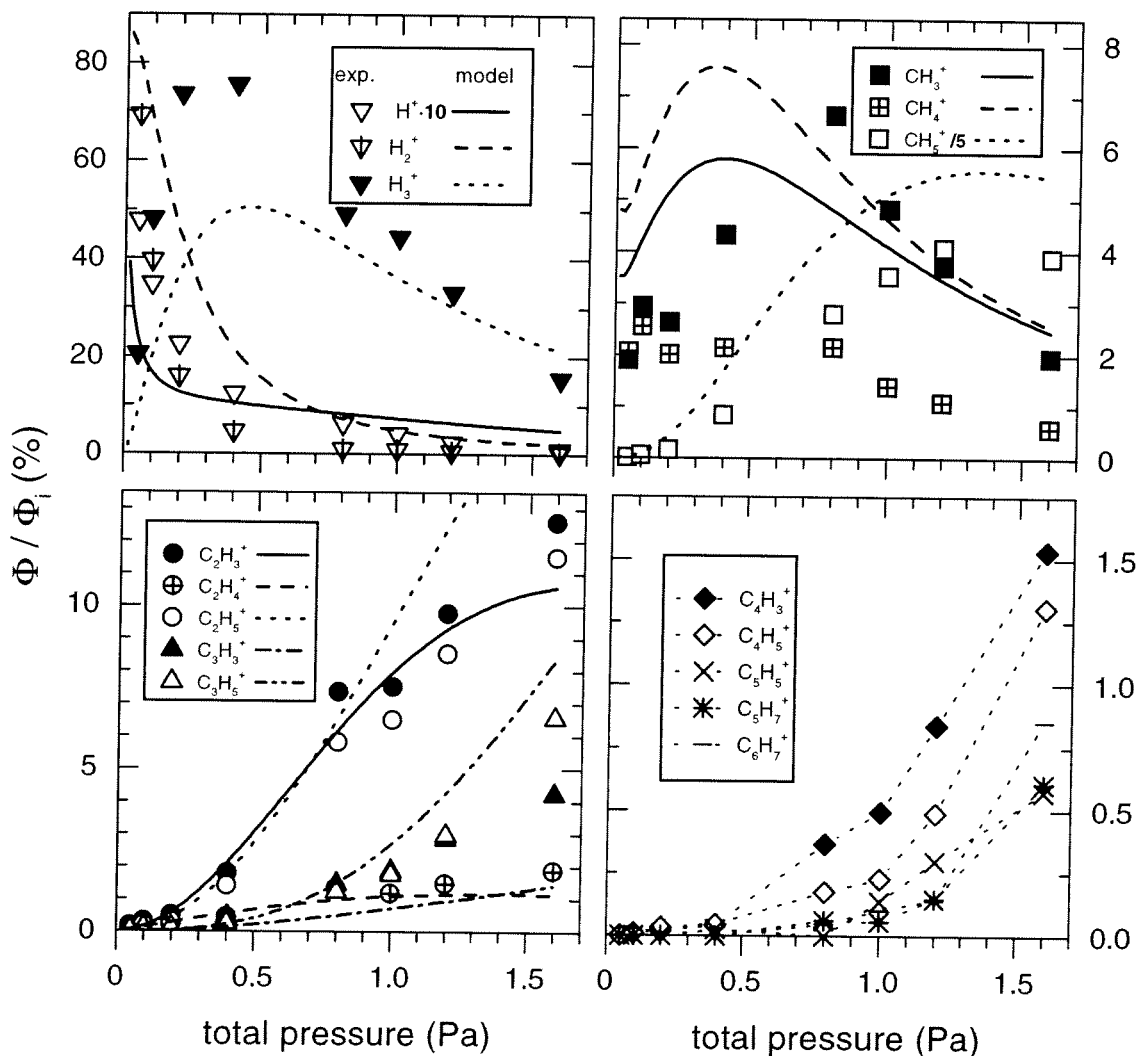 80
60
40
20
0
exp. model
H⁺·10
H₂⁺
H₃⁺
8
6
4
2
0
CH₃⁺
CH₄⁺
CH₅⁺/5
Φ / Φᵢ (%)
10
5
0
C₂H₃⁺
C₂H₄⁺
C₂H₅⁺
C₃H₃⁺
C₃H₅⁺
0 0.5 1.0 1.5
total pressure (Pa)
1.5
1.0
0.5
0.0
C₄H₃⁺
C₄H₅⁺
C₅H₅⁺
C₅H₇⁺
C₆H₇⁺
0 0.5 1.0 1.5
total pressure (Pa)